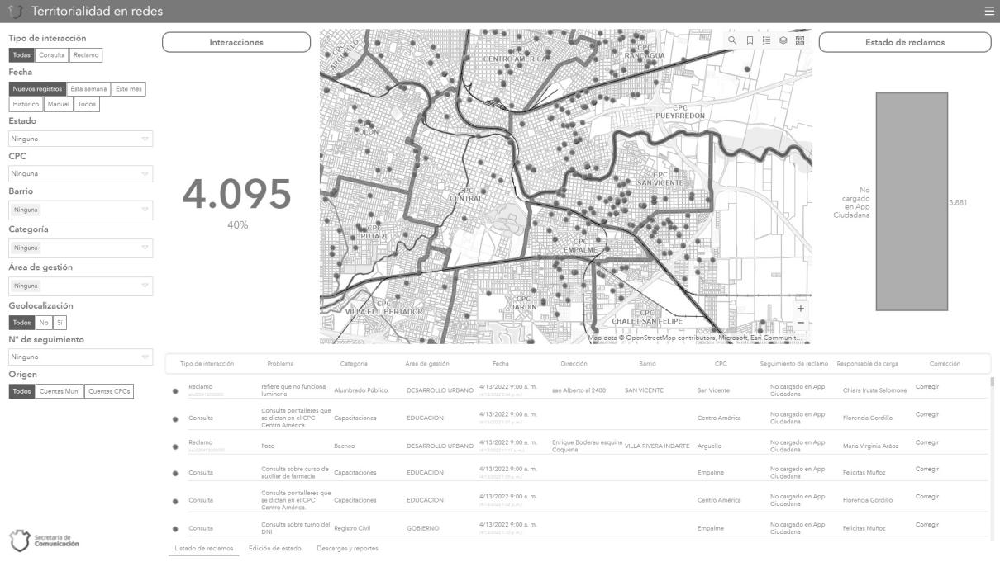 Territorialidad en redes
Tipo de interacción
Todas Consulta Reclamo
Fecha
Nuevos registros Esta semana Este mes
Histórico Manual Todos
Estado
Ninguna
CPC
Ninguna
Barrio
Ninguna
Categoría
Ninguna
Área de gestión
Ninguna
Geolocalización
Todos No Sí
N° de seguimiento
Ninguno
Origen
Todos Cuentas Muni Cuentas CPCs
Secretaría de
Comunicación
Interacciones
4.095
40%
CPC
ARGUELLO
CENTRO AMÉRICA
CPC
RANCAGUA
CPC
PUEYRREDON
CPC
COLON
CPC
SAN VICENTE
CPC
CENTRAL
CPC
RUTA 20
CPC
EMPALME
CPC
VILLA EL LIBERTADOR
CPC
JARDIN
CPC
CHALET SAN FELIPE
Map data © OpenStreetMap contributors, Microsoft, Esri Communit...
Estado de reclamos
No
cargado
en App
Ciudadana
3.881
Tipo de interacción Problema Categoría Área de gestión Fecha Dirección Barrio CPC Seguimiento de reclamo Responsable de carga Corrección
Reclamo refiere que no funciona luminaria Alumbrado Público DESARROLLO URBANO 4/13/2022 9:00 a. m. san Alberto al 2400 SAN VICENTE San Vicente No cargado en App Ciudadana Chiara Irusta Salomone Corregir
Consulta Consulta por talleres que se dictan en el CPC Centro América. Capacitaciones EDUCACION 4/13/2022 9:00 a. m. Centro América No cargado en App Ciudadana Florencia Gordillo Corregir
Reclamo Pozo Bacheo DESARROLLO URBANO 4/13/2022 9:00 a. m. Enrique Boderau esquina Coquena VILLA RIVERA INDARTE Arguello No cargado en App Ciudadana María Virginia Aráoz Corregir
Consulta Consulta sobre curso de auxiliar de farmacia Capacitaciones EDUCACION 4/13/2022 9:00 a. m. Empalme No cargado en App Ciudadana Felicitas Muñoz Corregir
Consulta Consulta por talleres que se dictan en el CPC Centro América. Capacitaciones EDUCACION 4/13/2022 9:00 a. m. Centro América No cargado en App Ciudadana Florencia Gordillo Corregir
Consulta Consulta sobre turno del DNI Registro Civil GOBIERNO 4/13/2022 9:00 a. m. Empalme No cargado en App Ciudadana Felicitas Muñoz Corregir
Listado de reclamos Edición de estado Descargas y reportes